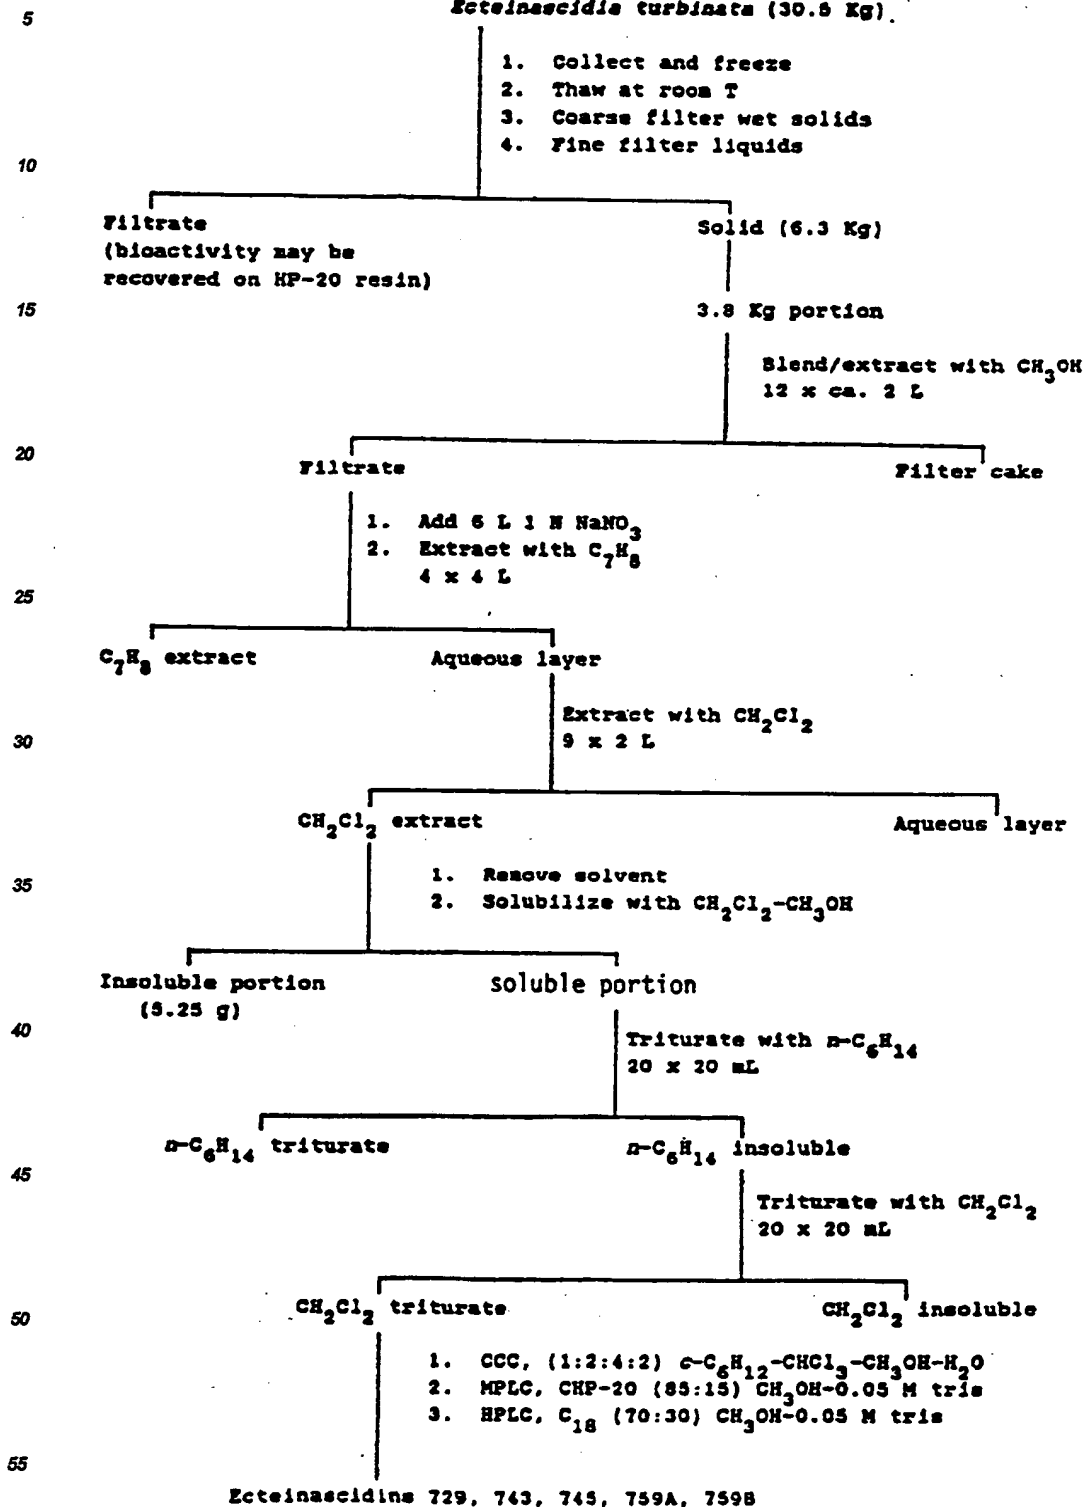 5
Ecteinascidia turbinata (30.5 Kg).
1. Collect and freeze
2. Thaw at room T
3. Coarse filter wet solids
4. Fine filter liquids
10
Filtrate
(bioactivity may be
recovered on HP-20 resin)
Solid (6.3 Kg)
15
3.8 Kg portion
Blend/extract with CH3OH
12 x ca. 2 L
20
Filtrate
Filter cake
1. Add 6 L 1 N NaNO3
2. Extract with C7H8
4 x 4 L
25
C7H8 extract
Aqueous layer
Extract with CH2Cl2
9 x 2 L
30
CH2Cl2 extract
Aqueous layer
1. Remove solvent
2. Solubilize with CH2Cl2-CH3OH
35
Insoluble portion
(5.25 g)
soluble portion
40
Triturate with n-C6H14
20 x 20 mL
n-C6H14 triturate
n-C6H14 insoluble
45
Triturate with CH2Cl2
20 x 20 mL
CH2Cl2 triturate
CH2Cl2 insoluble
50
1. CCC, (1:2:4:2) c-C6H12-CHCl3-CH3OH-H2O
2. MPLC, CHP-20 (85:15) CH3OH-0.05 M tris
3. HPLC, C18 (70:30) CH3OH-0.05 M tris
55
Ecteinascidins 729, 743, 745, 759A, 759B